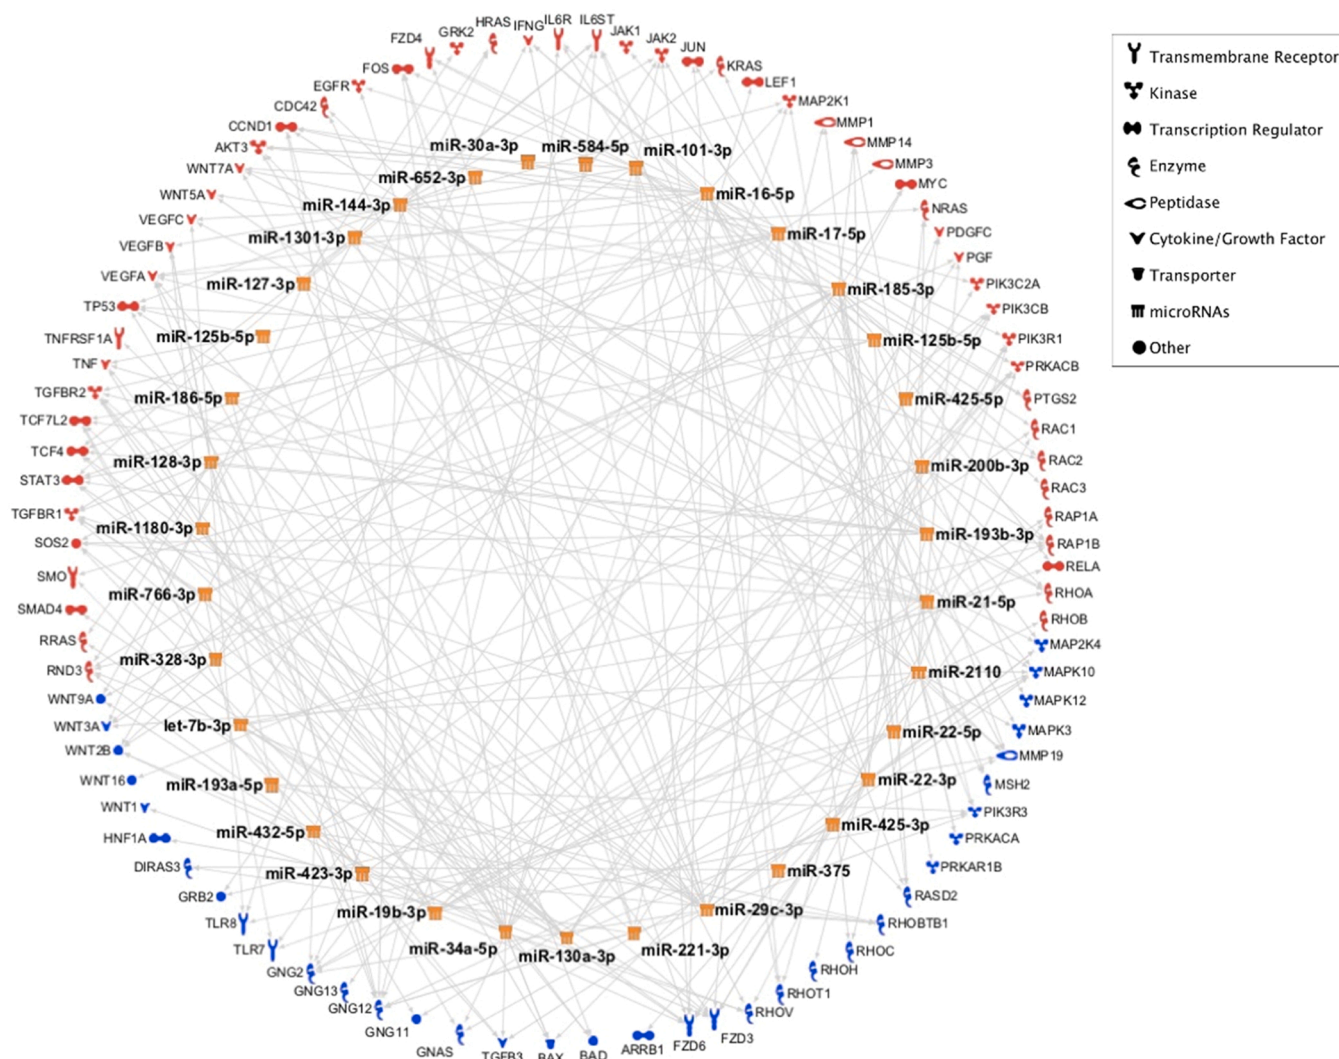 HRAS
IFNG
IL6R
IL6ST
GRK2
JAK1
FZD4
JAK2
JUN
FOS
KRAS
LEF1
EGFR
MAP2K1
CDC42
MMP1
CCND1
MMP14
AKT3
MMP3
WNT7A
MYC
WNT5A
NRAS
VEGFC
PDGFC
VEGFB
PGF
VEGFA
PIK3C2A
TP53
PIK3CB
TNFRSF1A
PIK3R1
TNF
PRKACB
TGFBR2
PTGS2
TCF7L2
RAC1
TCF4
RAC2
STAT3
RAC3
TGFBR1
RAP1A
SOS2
RAP1B
RELA
SMO
RHOA
SMAD4
RHOB
RRAS
MAP2K4
RND3
MAPK10
WNT9A
MAPK12
WNT3A
MAPK3
WNT2B
MMP19
WNT16
MSH2
WNT1
PIK3R3
HNF1A
PRKACA
DIRAS3
PRKAR1B
GRB2
RASD2
TLR8
RHOBTB1
TLR7
RHOC
GNG2
RHOH
GNG13
RHOT1
GNG12
RHOV
GNG11
FZD3
GNAS
TGFB3
BAX
BAD
ARRB1
FZD6
miR-30a-3p
miR-584-5p
miR-101-3p
miR-652-3p
miR-16-5p
miR-144-3p
miR-17-5p
miR-1301-3p
miR-127-3p
miR-185-3p
miR-125b-5p
miR-125b-5p
miR-186-5p
miR-425-5p
miR-128-3p
miR-200b-3p
miR-1180-3p
miR-193b-3p
miR-766-3p
miR-21-5p
miR-328-3p
miR-2110
let-7b-3p
miR-22-5p
miR-193a-5p
miR-22-3p
miR-432-5p
miR-425-3p
miR-423-3p
miR-375
miR-19b-3p
miR-29c-3p
miR-34a-5p
miR-130a-3p
miR-221-3p
Transmembrane Receptor
Kinase
Transcription Regulator
Enzyme
Peptidase
Cytokine/Growth Factor
Transporter
microRNAs
Other